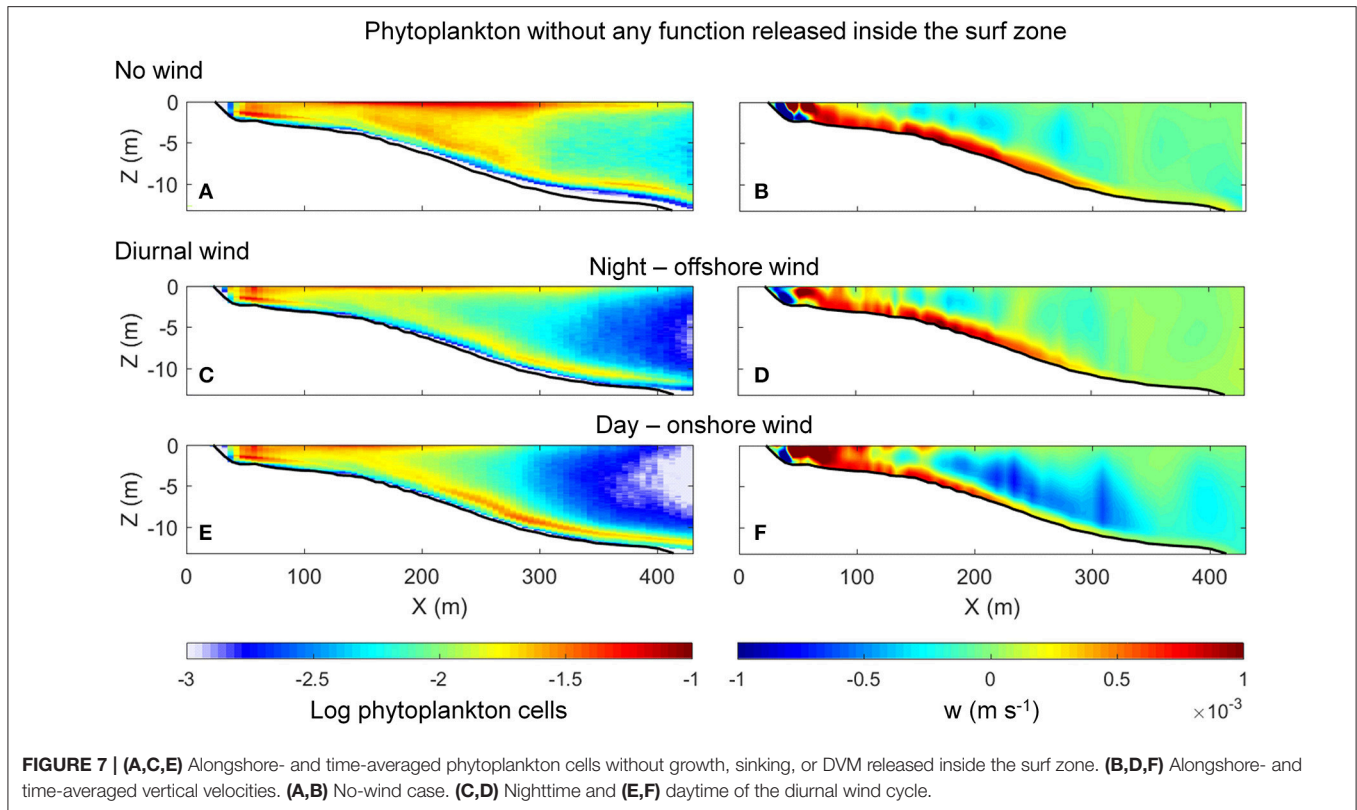 Phytoplankton without any function released inside the surf zone
No wind
0
-5
-10
Z (m)
A
B
Diurnal wind
Night – offshore wind
0
-5
-10
Z (m)
C
D
Day – onshore wind
0
-5
-10
Z (m)
E
F
0 100 200 300 400
X (m)
0 100 200 300 400
X (m)
-3 -2.5 -2 -1.5 -1
Log phytoplankton cells
-1 -0.5 0 0.5 1
w (m s⁻¹)
×10⁻³
FIGURE 7 | (A,C,E) Alongshore- and time-averaged phytoplankton cells without growth, sinking, or DVM released inside the surf zone. (B,D,F) Alongshore- and
time-averaged vertical velocities. (A,B) No-wind case. (C,D) Nighttime and (E,F) daytime of the diurnal wind cycle.